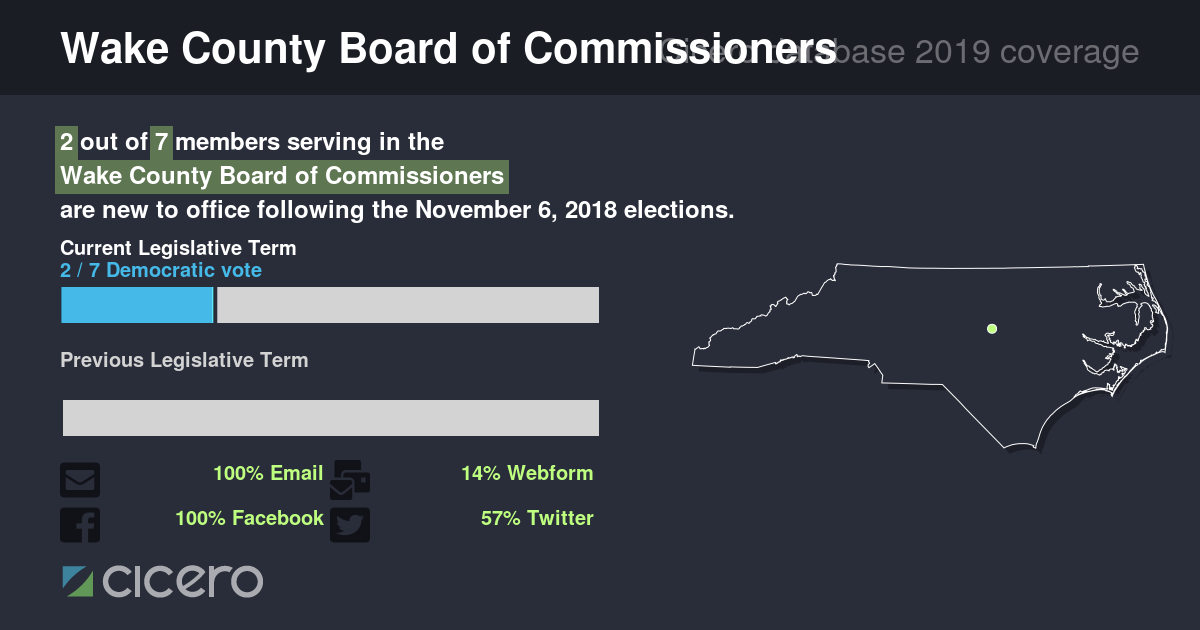 Wake County Board of Commissioners
Cicero database 2019 coverage
2 out of 7 members serving in the
Wake County Board of Commissioners
are new to office following the November 6, 2018 elections.
Current Legislative Term
2 / 7 Democratic vote
Previous Legislative Term
100% Email
14% Webform
100% Facebook
57% Twitter
cicero